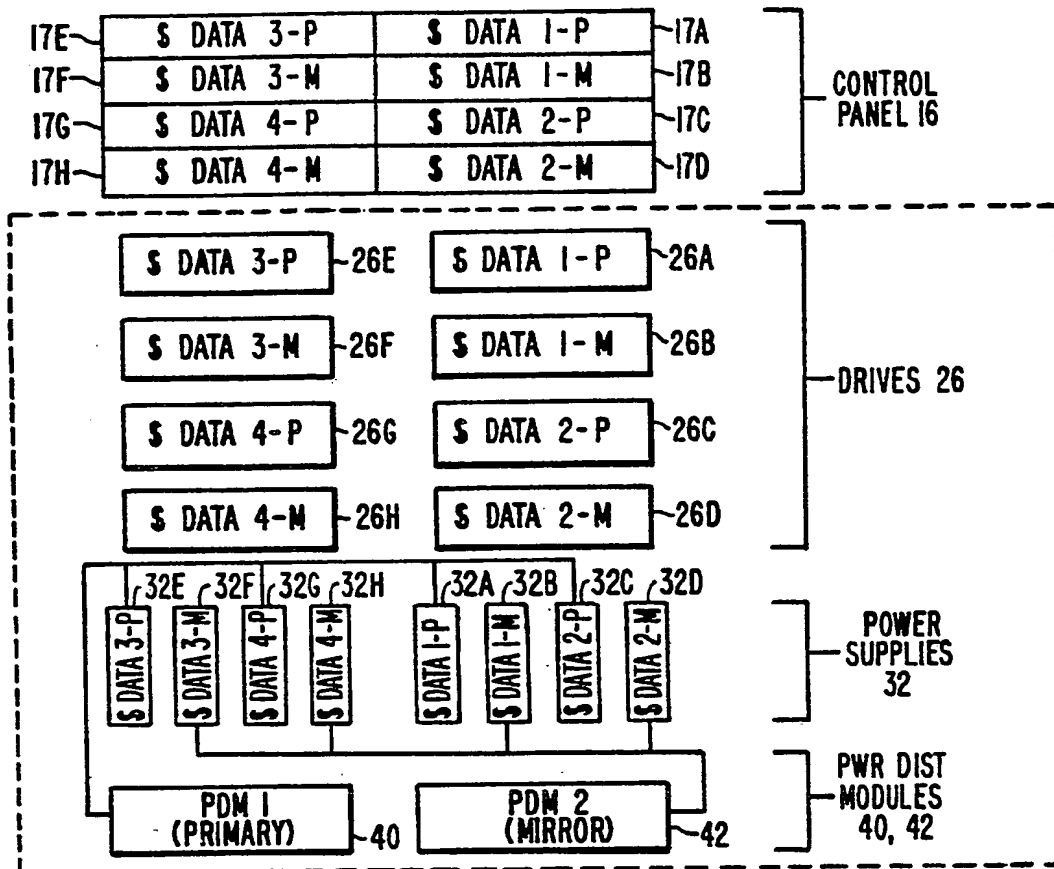 17E $ DATA 3-P $ DATA 1-P 17A
17F $ DATA 3-M $ DATA 1-M 17B
17G $ DATA 4-P $ DATA 2-P 17C
17H $ DATA 4-M $ DATA 2-M 17D
CONTROL
PANEL 16
$ DATA 3-P 26E $ DATA 1-P 26A
$ DATA 3-M 26F $ DATA 1-M 26B
$ DATA 4-P 26G $ DATA 2-P 26C
$ DATA 4-M 26H $ DATA 2-M 26D
DRIVES 26
32E 32F 32G 32H 32A 32B 32C 32D
$ DATA 3-P
$ DATA 3-M
$ DATA 4-P
$ DATA 4-M
$ DATA 1-P
$ DATA 1-M
$ DATA 2-P
$ DATA 2-M
POWER
SUPPLIES
32
PDM 1
(PRIMARY)
40
PDM 2
(MIRROR)
42
PWR DIST
MODULES
40, 42